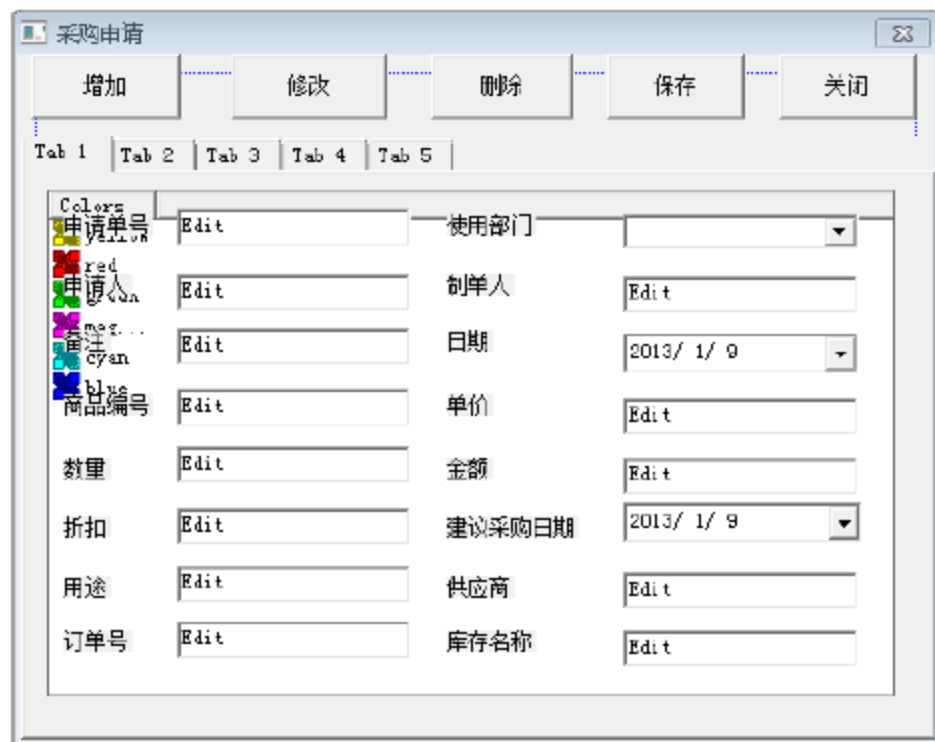 采购申请
增加 修改 删除 保存 关闭
Tab 1 Tab 2 Tab 3 Tab 4 Tab 5
Colors
申请单号 Edit 使用部门
yellow
red
申请人 Edit 制单人 Edit
green
mag...
备注 Edit 日期 2013/ 1/ 9
cyan
blue
商品编号 Edit 单价 Edit
数量 Edit 金额 Edit
折扣 Edit 建议采购日期 2013/ 1/ 9
用途 Edit 供应商 Edit
订单号 Edit 库存名称 Edit